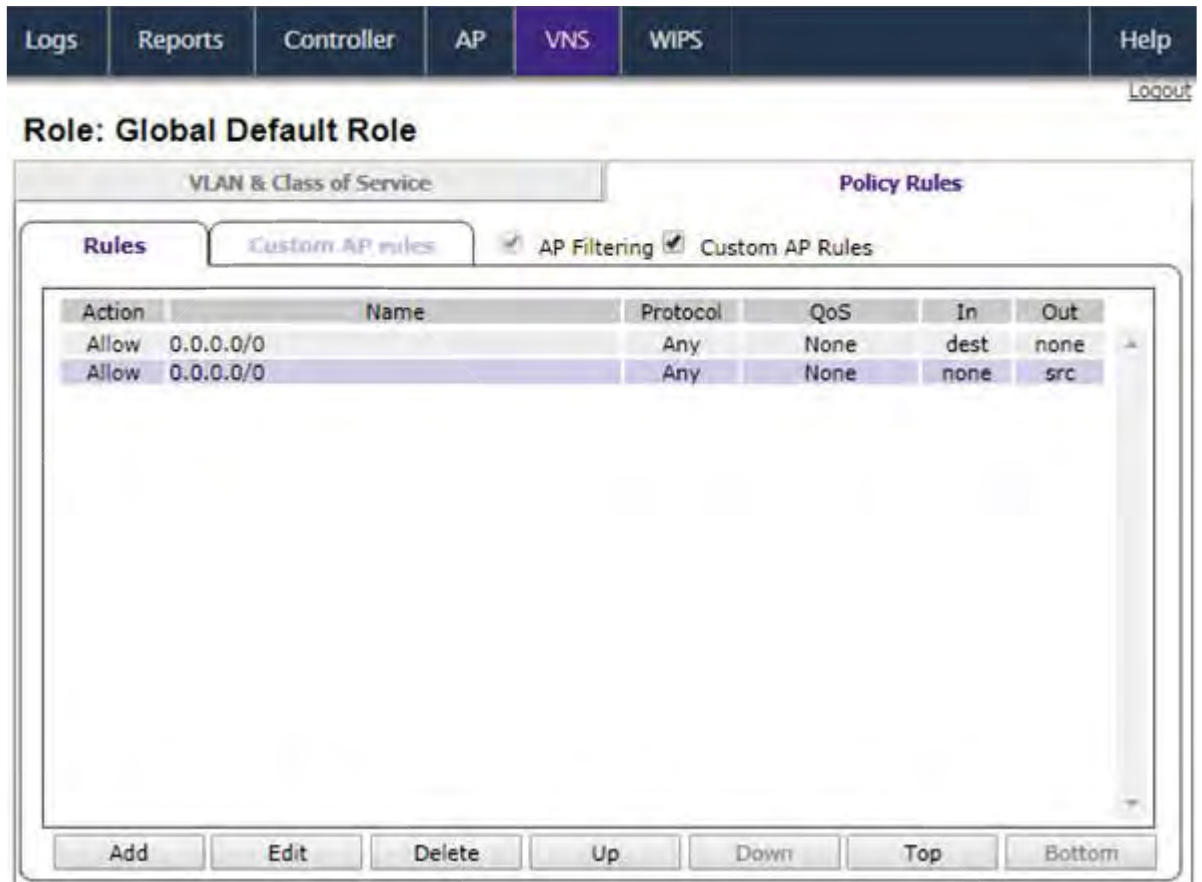 Logs Reports Controller AP VNS WIPS Help
Logout
Role: Global Default Role
VLAN & Class of Service Policy Rules
Rules Custom AP rules AP Filtering Custom AP Rules
Action Name Protocol QoS In Out
Allow 0.0.0.0/0 Any None dest none
Allow 0.0.0.0/0 Any None none src
Add Edit Delete Up Down Top Bottom